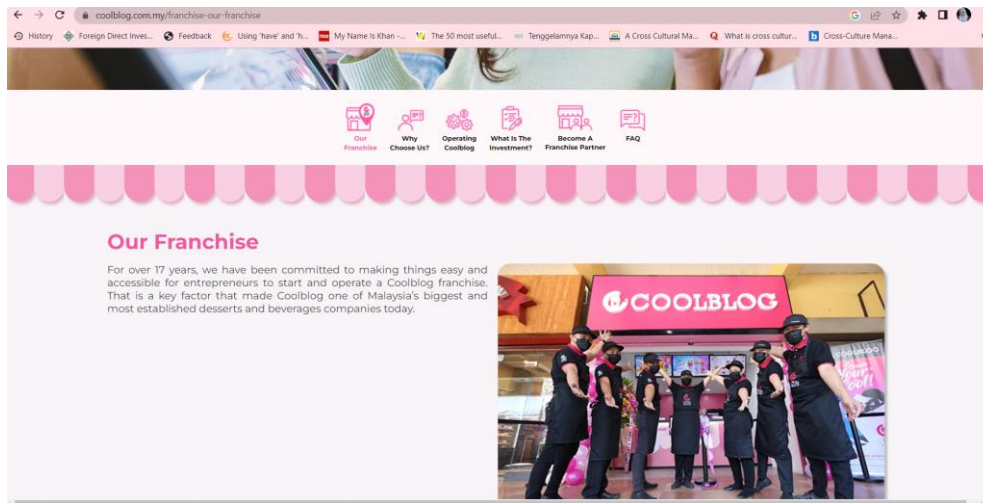 coolblog.com.my/franchise-our-franchise
History Foreign Direct Inves... Feedback Using 'have' and 'h... My Name Is Khan -... The 50 most useful... Tenggelamnya Kap... A Cross Cultural Ma... What is cross cultur... Cross-Culture Mana...
Our Franchise
Why Choose Us?
Operating Coolblog
What Is The Investment?
Become A Franchise Partner
FAQ
Our Franchise
For over 17 years, we have been committed to making things easy and
accessible for entrepreneurs to start and operate a Coolblog franchise.
That is a key factor that made Coolblog one of Malaysia's biggest and
most established desserts and beverages companies today.
COOLBLOG
COOLBLOG
Your
Cool!